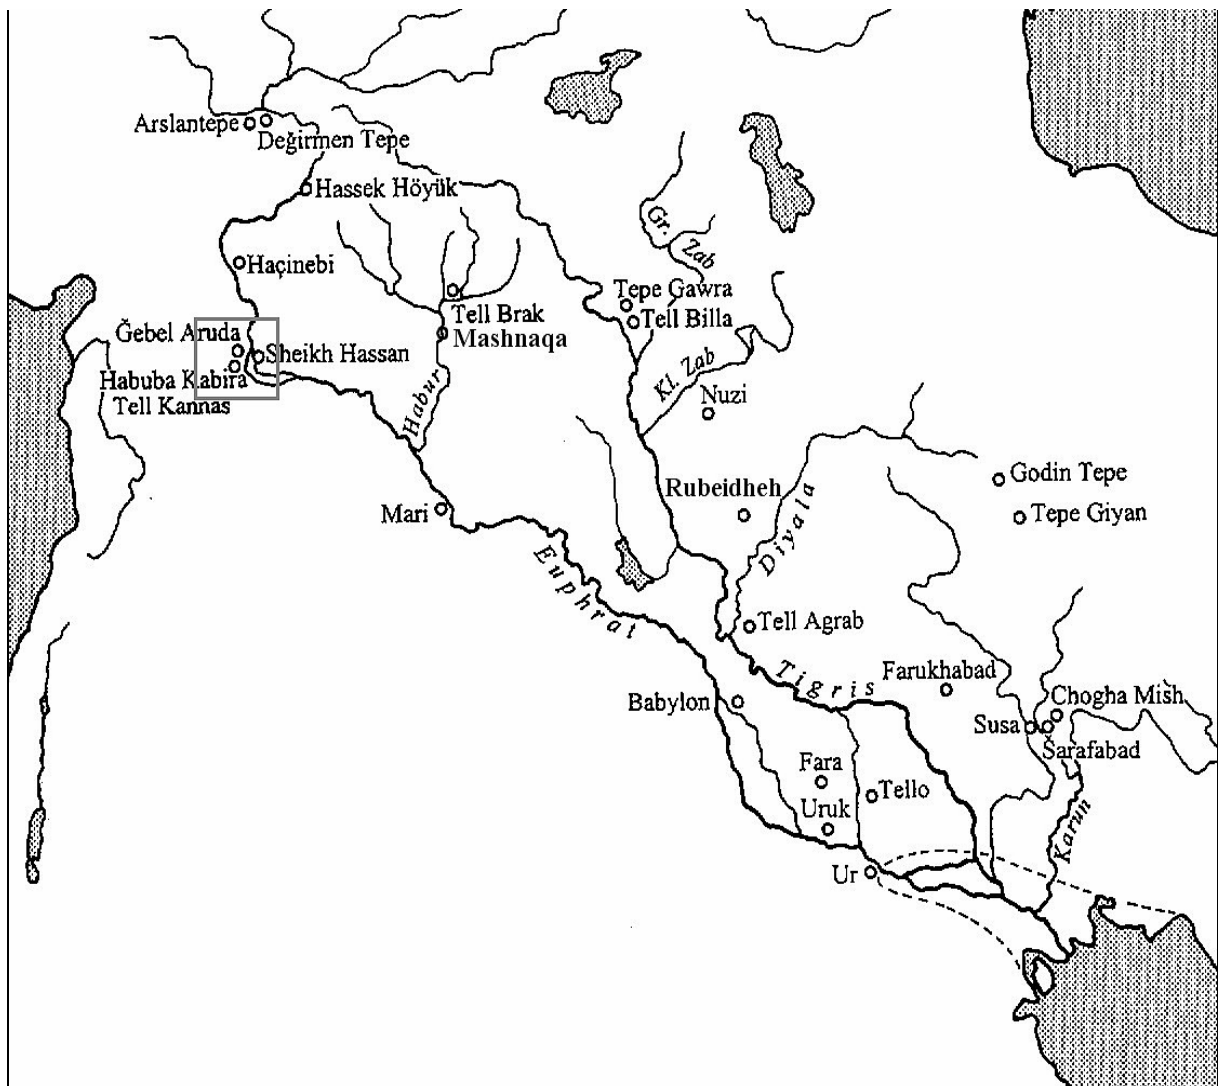 Arslantepe
Değirmen Tepe
Hassek Höyük
Gr. Zab
Haçinebi
Tepe Gawra
Tell Brak
Tell Billa
Ğebel Aruda
Mashnaqa
Sheikh Hassan
Habuba Kabira
Tell Kannas
Kl. Zab
Habur
Nuzi
Godin Tepe
Rubeidheh
Mari
Tepe Giyan
Diyala
Euphrat
Tell Agrab
Tigris
Farukhabad
Babylon
Chogha Mish
Susa
Sarafabad
Fara
Tello
Uruk
Karun
Ur